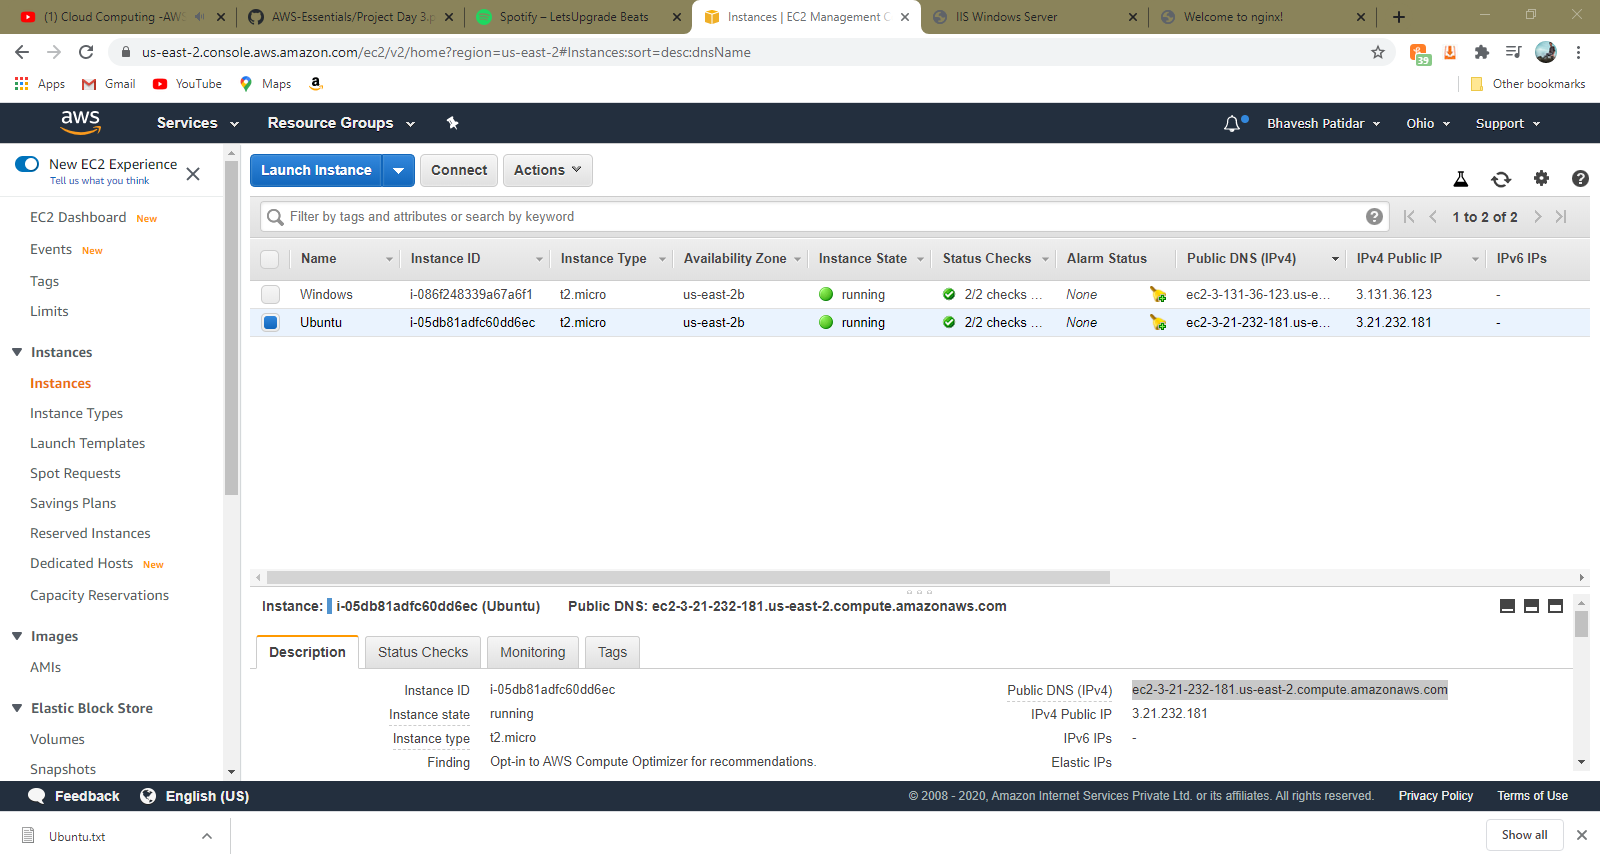 (1) Cloud Computing -AWS
AWS-Essentials/Project Day 3.p
Spotify – LetsUpgrade Beats
Instances | EC2 Management C
IIS Windows Server
Welcome to nginx!
us-east-2.console.aws.amazon.com/ec2/v2/home?region=us-east-2#Instances:sort=desc:dnsName
39
Apps
Gmail
YouTube
Maps
Other bookmarks
aws
Services
Resource Groups
Bhavesh Patidar
Ohio
Support
New EC2 Experience
Tell us what you think
EC2 Dashboard New
Events New
Tags
Limits
Instances
Instances
Instance Types
Launch Templates
Spot Requests
Savings Plans
Reserved Instances
Dedicated Hosts New
Capacity Reservations
Images
AMIs
Elastic Block Store
Volumes
Snapshots
Launch Instance
Connect
Actions
Filter by tags and attributes or search by keyword
1 to 2 of 2
Name Instance ID Instance Type Availability Zone Instance State Status Checks Alarm Status Public DNS (IPv4) IPv4 Public IP IPv6 IPs
Windows i-086f248339a67a6f1 t2.micro us-east-2b running 2/2 checks ... None ec2-3-131-36-123.us-e... 3.131.36.123 -
Ubuntu i-05db81adfc60dd6ec t2.micro us-east-2b running 2/2 checks ... None ec2-3-21-232-181.us-e... 3.21.232.181 -
Instance: i-05db81adfc60dd6ec (Ubuntu) Public DNS: ec2-3-21-232-181.us-east-2.compute.amazonaws.com
Description
Status Checks
Monitoring
Tags
Instance ID i-05db81adfc60dd6ec
Instance state running
Instance type t2.micro
Finding Opt-in to AWS Compute Optimizer for recommendations.
Public DNS (IPv4) ec2-3-21-232-181.us-east-2.compute.amazonaws.com
IPv4 Public IP 3.21.232.181
IPv6 IPs -
Elastic IPs
Feedback
English (US)
© 2008 - 2020, Amazon Internet Services Private Ltd. or its affiliates. All rights reserved.
Privacy Policy
Terms of Use
Ubuntu.txt
Show all